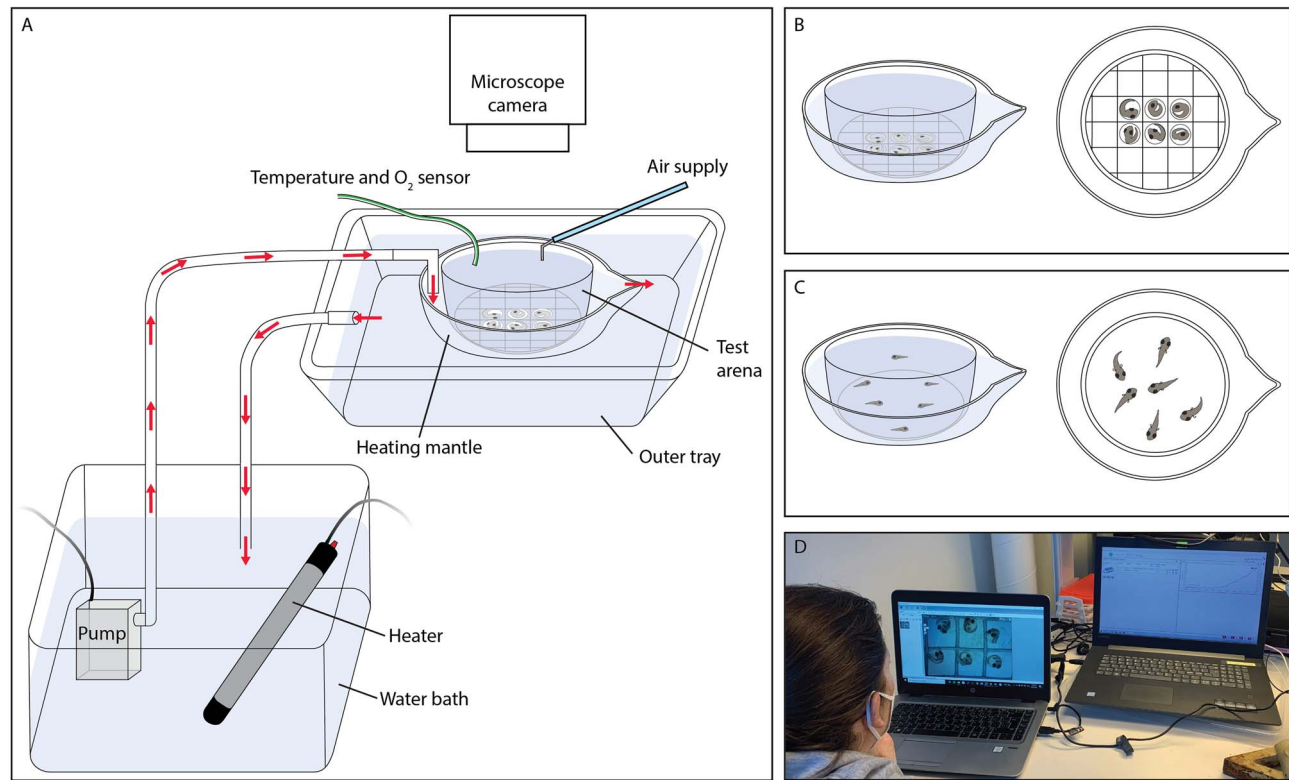 A
Microscope
camera
Temperature and O₂ sensor
Air supply
Test
arena
Heating mantle
Outer tray
Pump
Heater
Water bath
B
C
D